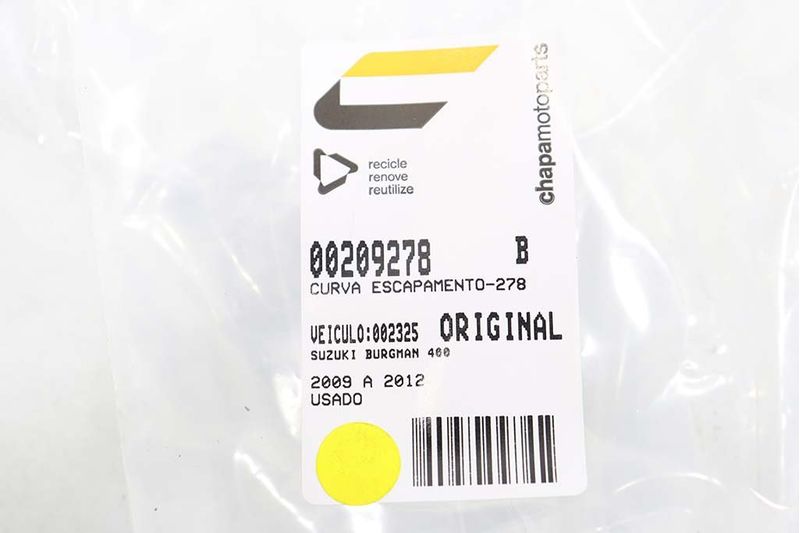 chapamotoparts
recicle
renove
reutilize
00209278 B
CURVA ESCAPAMENTO-278
VEICULO:002325 ORIGINAL
SUZUKI BURGMAN 400
2009 A 2012
USADO